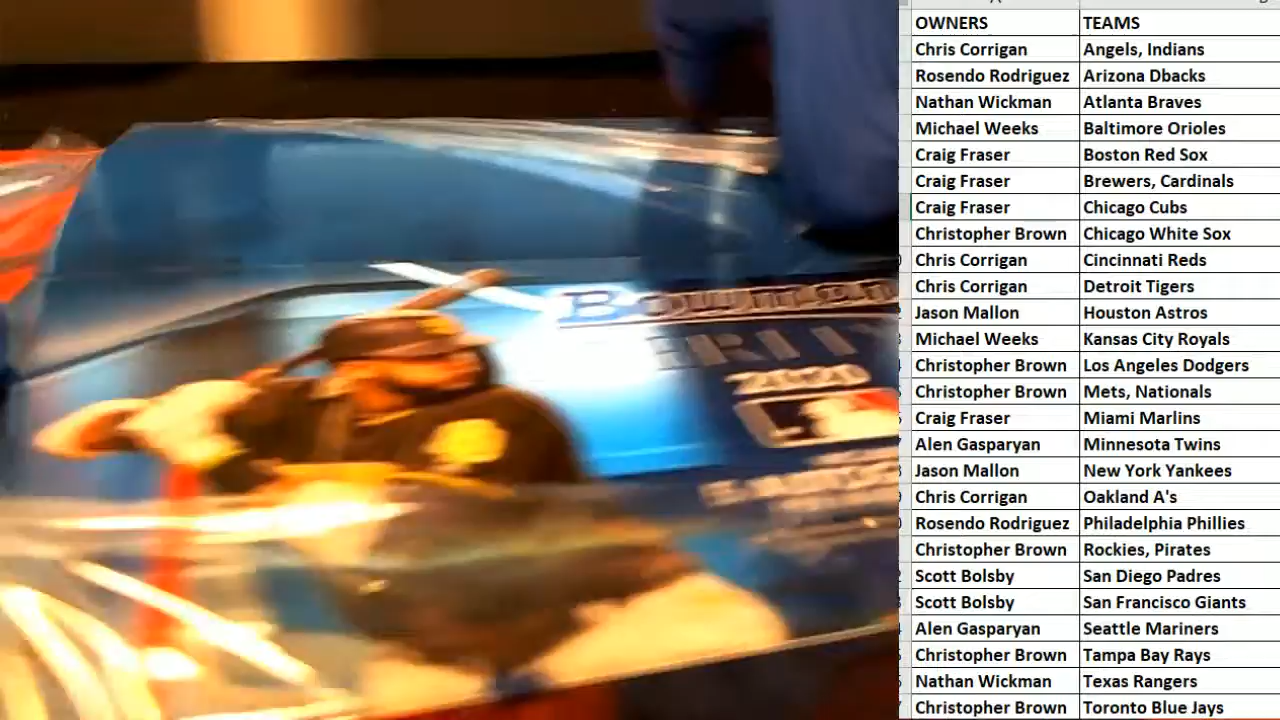 Bowman
2020
OWNERS TEAMS
Chris Corrigan Angels, Indians
Rosendo Rodriguez Arizona Dbacks
Nathan Wickman Atlanta Braves
Michael Weeks Baltimore Orioles
Craig Fraser Boston Red Sox
Craig Fraser Brewers, Cardinals
Craig Fraser Chicago Cubs
Christopher Brown Chicago White Sox
Chris Corrigan Cincinnati Reds
Chris Corrigan Detroit Tigers
Jason Mallon Houston Astros
Michael Weeks Kansas City Royals
Christopher Brown Los Angeles Dodgers
Christopher Brown Mets, Nationals
Craig Fraser Miami Marlins
Alen Gasparyan Minnesota Twins
Jason Mallon New York Yankees
Chris Corrigan Oakland A's
Rosendo Rodriguez Philadelphia Phillies
Christopher Brown Rockies, Pirates
Scott Bolsby San Diego Padres
Scott Bolsby San Francisco Giants
Alen Gasparyan Seattle Mariners
Christopher Brown Tampa Bay Rays
Nathan Wickman Texas Rangers
Christopher Brown Toronto Blue Jays